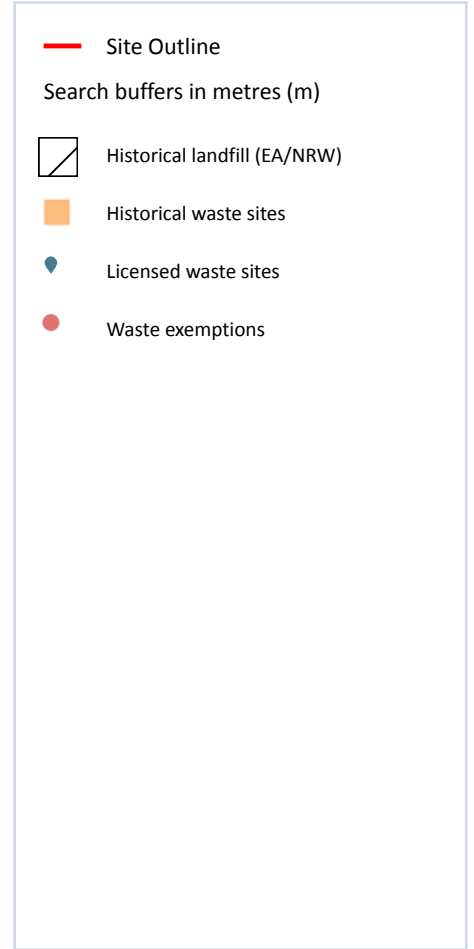 Site Outline
Search buffers in metres (m)
Historical landfill (EA/NRW)
Historical waste sites
Licensed waste sites
Waste exemptions